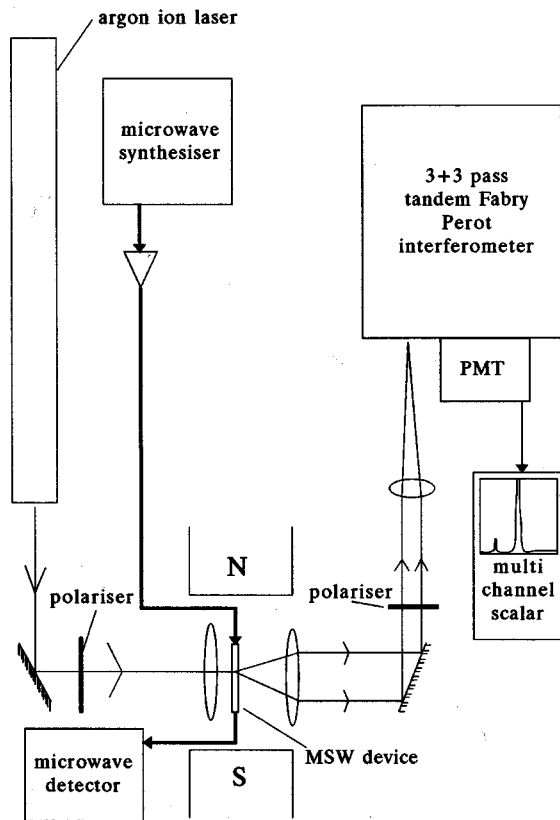 argon ion laser
microwave
synthesiser
3+3 pass
tandem Fabry
Perot
interferometer
PMT
N
polariser
polariser
multi
channel
scalar
MSW device
microwave
detector
S